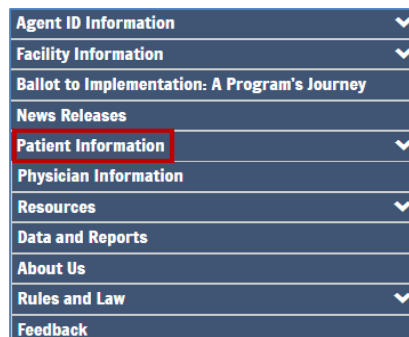 Agent ID Information
Facility Information
Ballot to Implementation: A Program's Journey
News Releases
Patient Information
Physician Information
Resources
Data and Reports
About Us
Rules and Law
Feedback